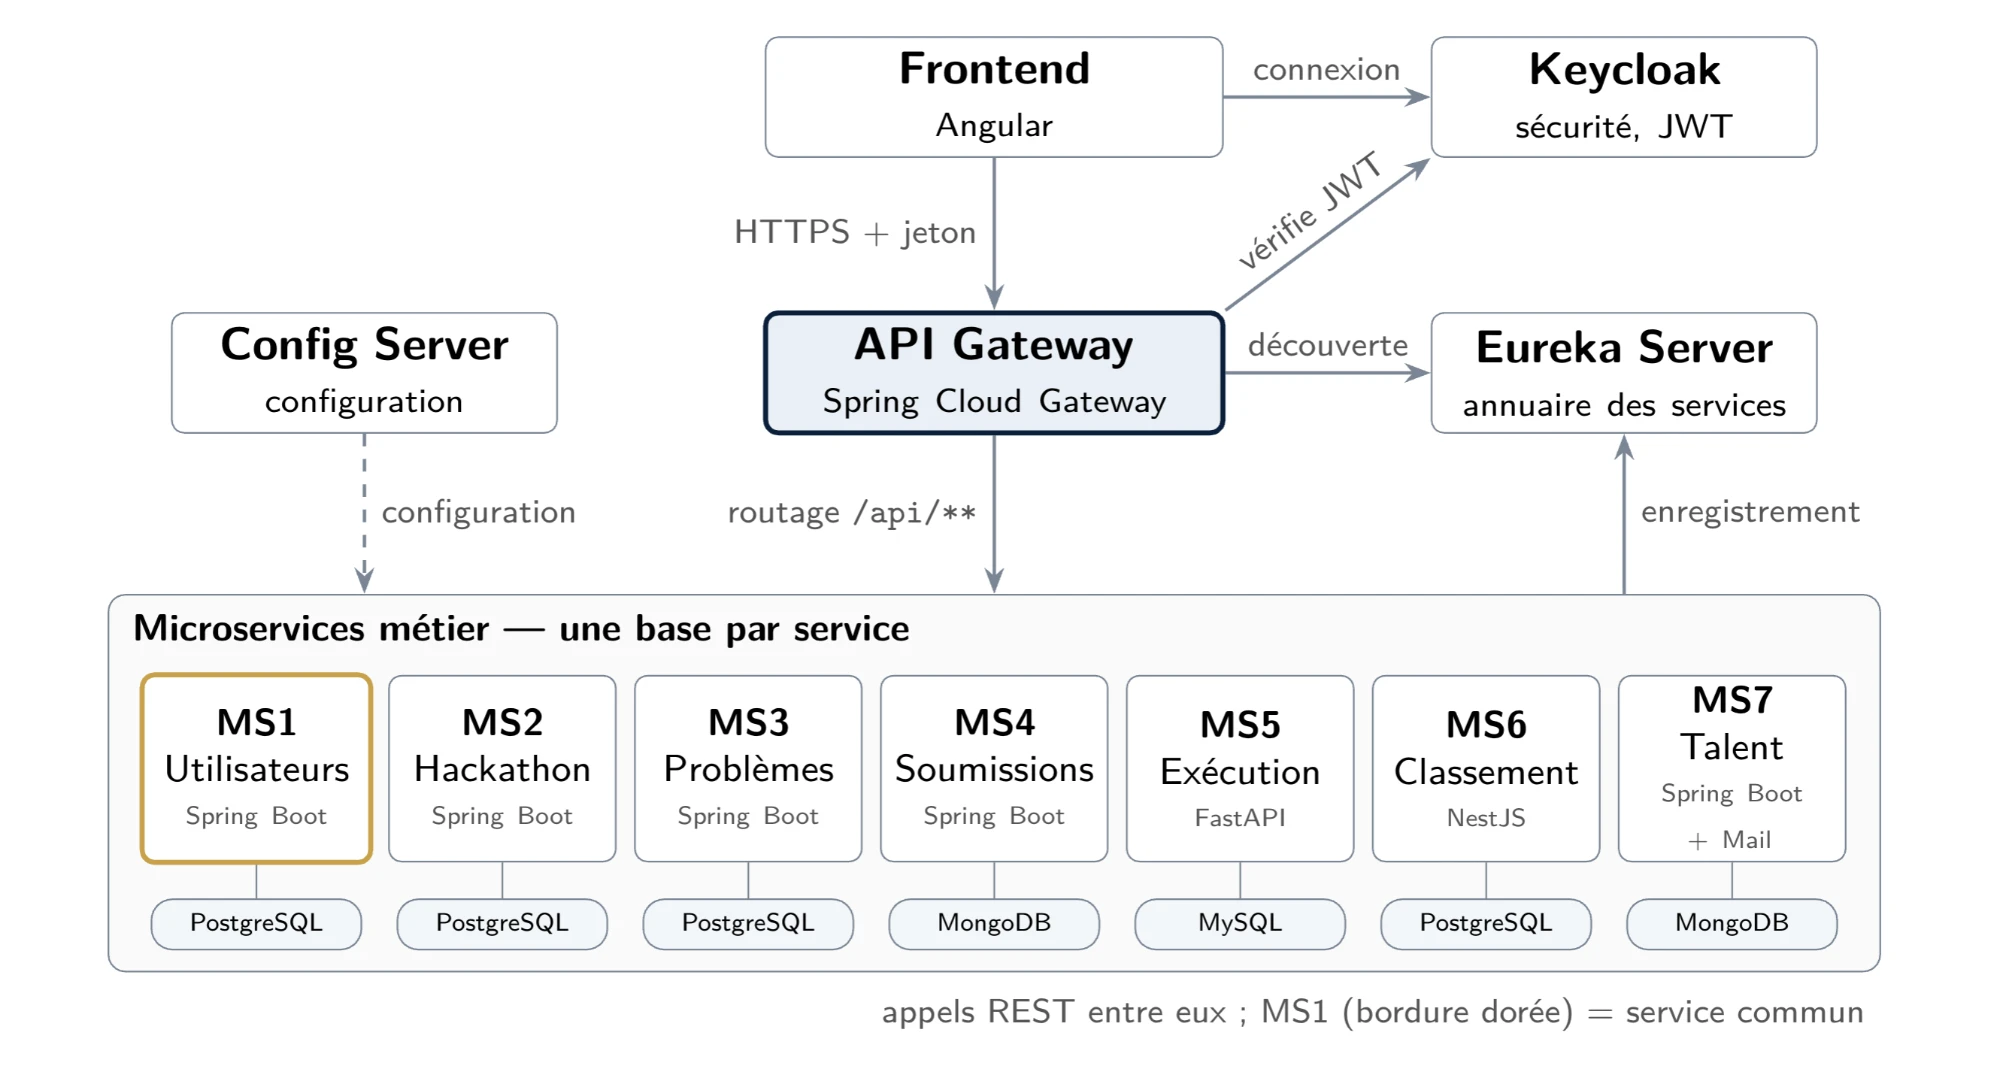 Frontend
Angular
connexion
Keycloak
sécurité, JWT
HTTPS + jeton
vérifie JWT
Config Server
configuration
API Gateway
Spring Cloud Gateway
découverte
Eureka Server
annuaire des services
configuration
routage /api/**
enregistrement
Microservices métier — une base par service
MS1
Utilisateurs
Spring Boot
PostgreSQL
MS2
Hackathon
Spring Boot
PostgreSQL
MS3
Problèmes
Spring Boot
PostgreSQL
MS4
Soumissions
Spring Boot
MongoDB
MS5
Exécution
FastAPI
MySQL
MS6
Classement
NestJS
PostgreSQL
MS7
Talent
Spring Boot
+ Mail
MongoDB
appels REST entre eux ; MS1 (bordure dorée) = service commun